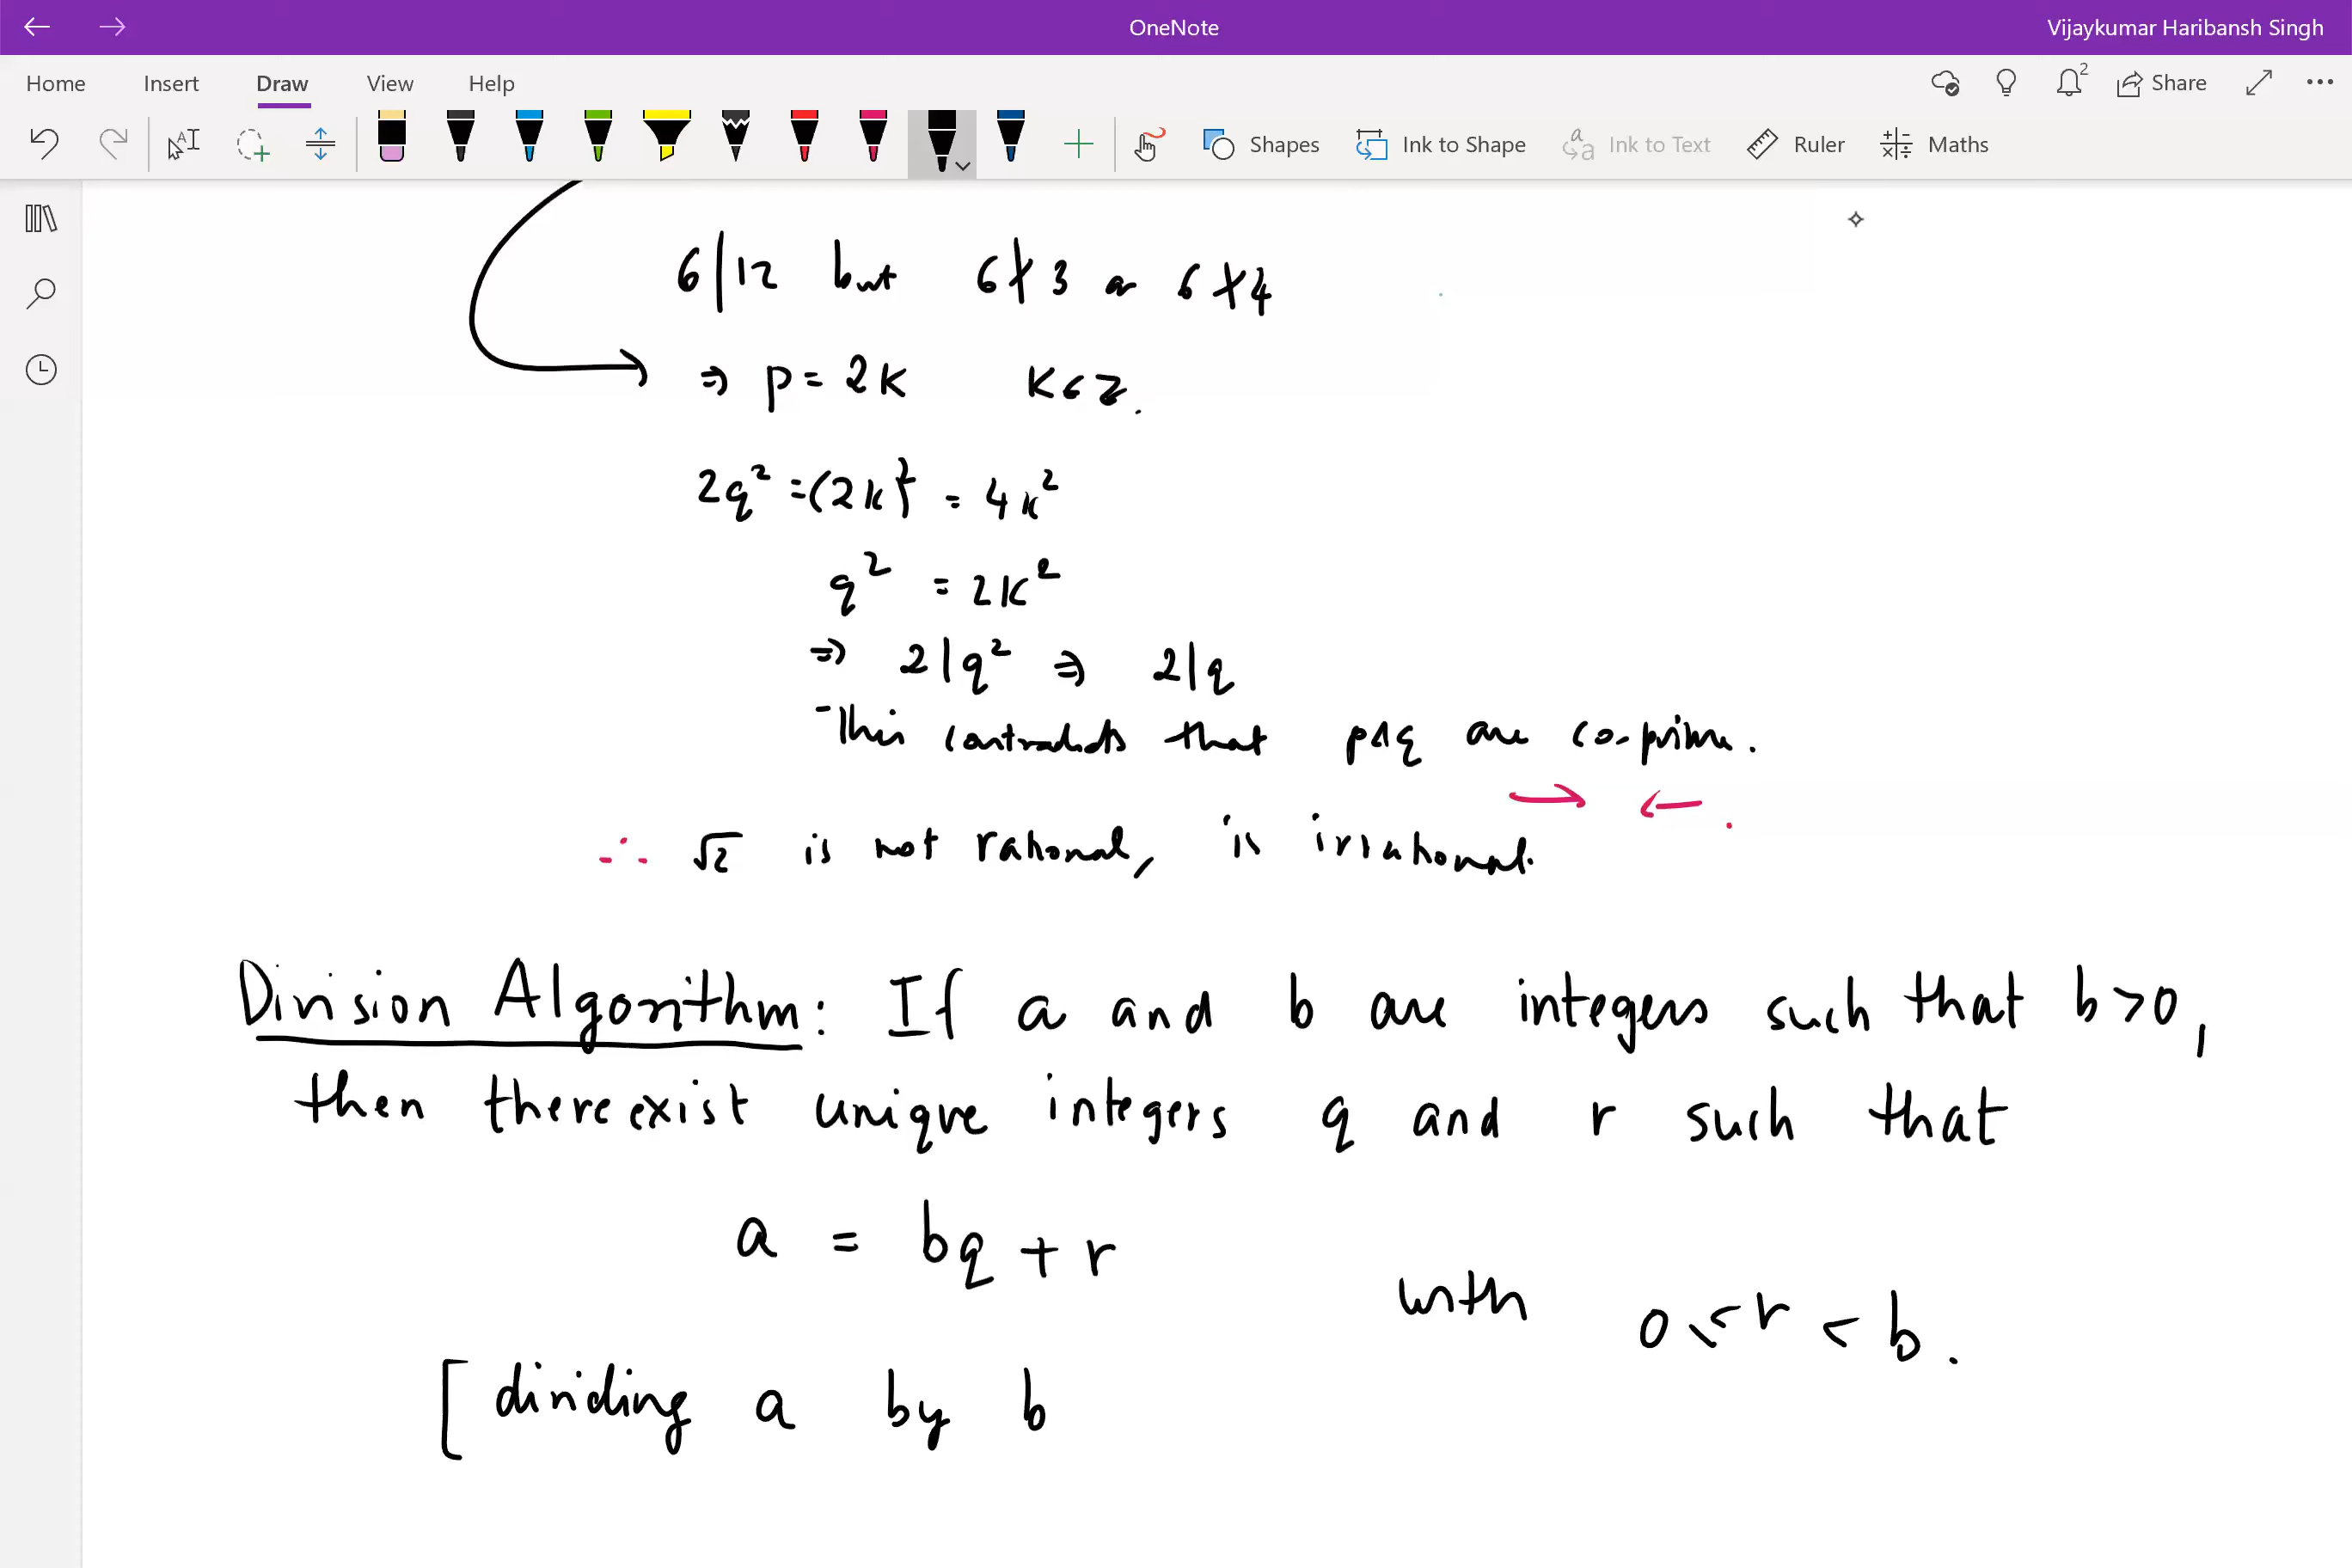 OneNote
Vijaykumar Haribansh Singh
Home Insert Draw View Help
2
Share
Shapes Ink to Shape Ink to Text Ruler Maths
6|12 but 6∤3 or 6∤4
⇒ p = 2k k ∈ Z.
2q² = (2k)² = 4k²
q² = 2k²
⇒ 2|q² ⇒ 2|q
This contradicts that p & q are co-prime.
→ ←.
∴ √2 is not rational, is irrational.
Division Algorithm: If a and b are integers such that b > 0,
then there exist unique integers q and r such that
a = bq + r
with 0 ≤ r < b.
[ dividing a by b